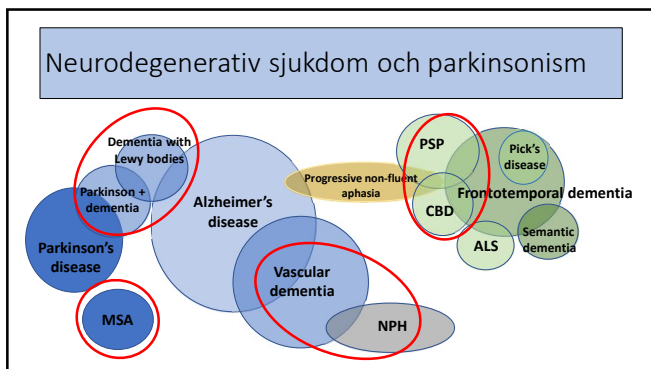 Neurodegenerativ sjukdom och parkinsonism
Dementia with
Lewy bodies
Parkinson +
dementia
Parkinson's
disease
MSA
Alzheimer's
disease
Vascular
dementia
NPH
Progressive non-fluent
aphasia
PSP
CBD
Pick's
disease
Frontotemporal dementia
ALS
Semantic
dementia